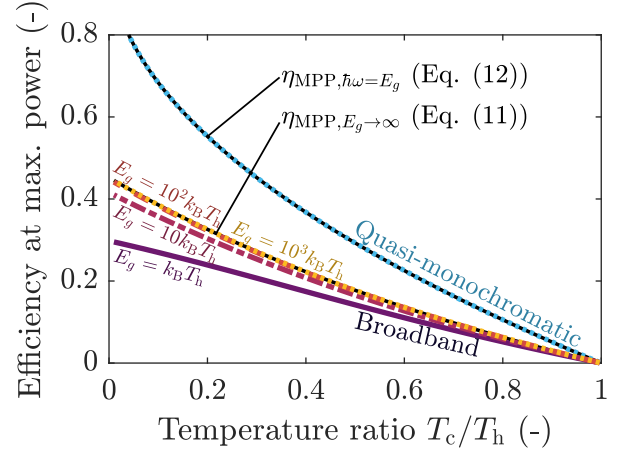 Efficiency at max. power (-)
0.8
0.6
0.4
0.2
0
η_MPP,ℏω=E_g (Eq. (12))
η_MPP,E_g→∞ (Eq. (11))
E_g = 10²k_BT_h
E_g = 10k_BT_h
E_g = 10³k_BT_h
E_g = k_BT_h
Quasi-monochromatic
Broadband
0 0.2 0.4 0.6 0.8 1
Temperature ratio T_c/T_h (-)